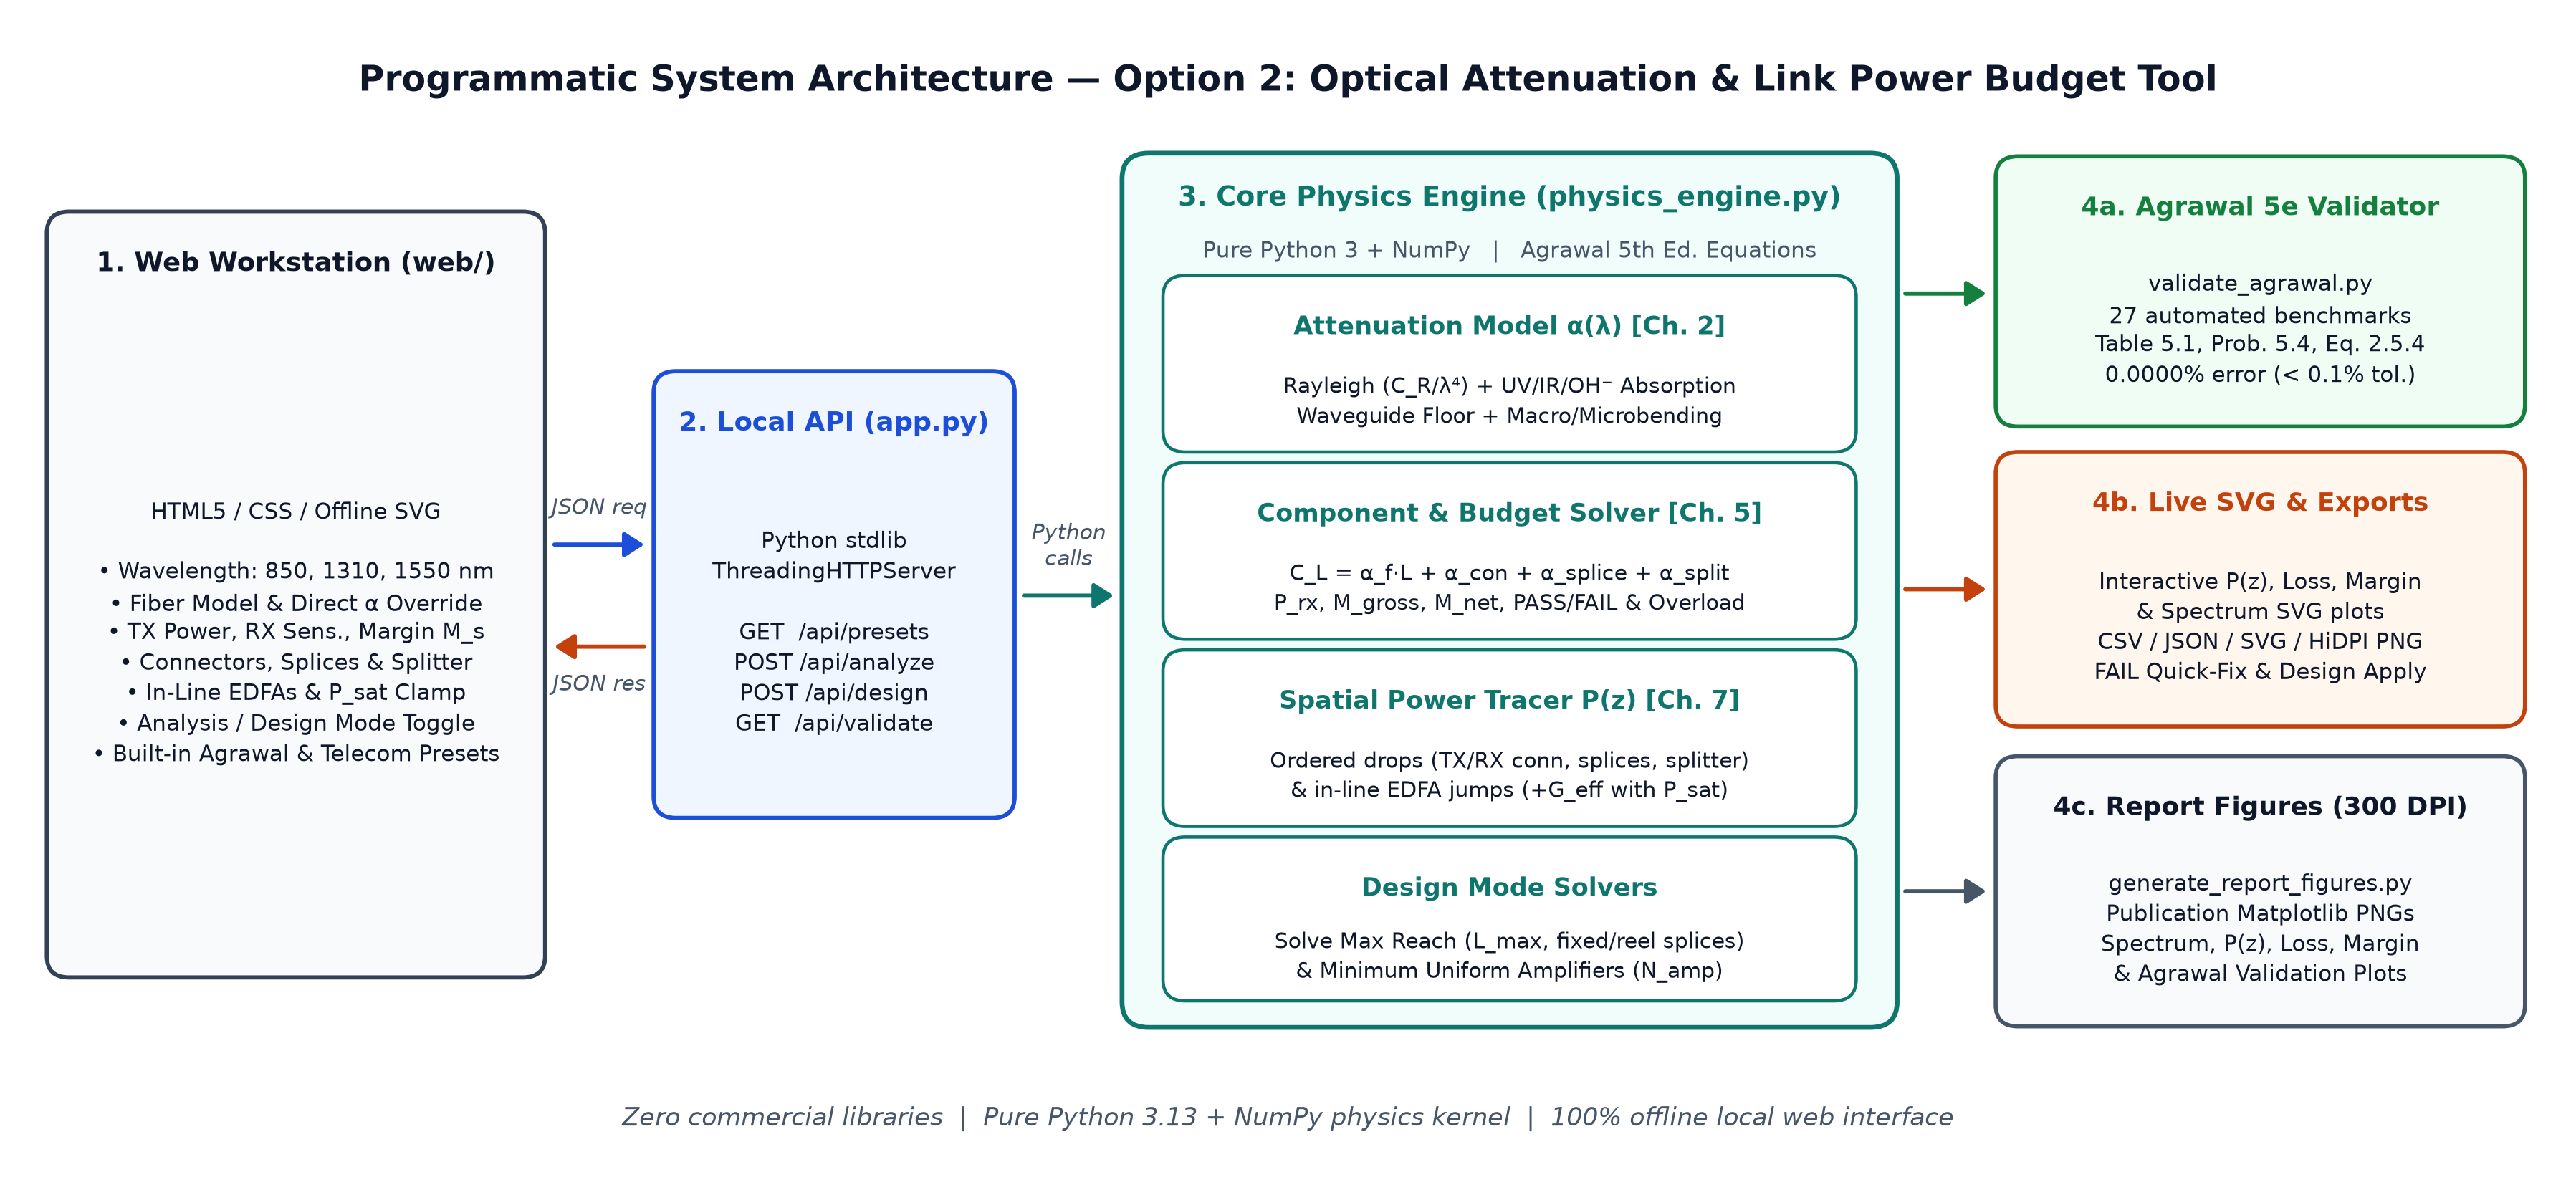 Programmatic System Architecture — Option 2: Optical Attenuation & Link Power Budget Tool
1. Web Workstation (web/)
HTML5 / CSS / Offline SVG
• Wavelength: 850, 1310, 1550 nm
• Fiber Model & Direct α Override
• TX Power, RX Sens., Margin M_s
• Connectors, Splices & Splitter
• In-Line EDFAs & P_sat Clamp
• Analysis / Design Mode Toggle
• Built-in Agrawal & Telecom Presets
JSON req
JSON res
2. Local API (app.py)
Python stdlib
ThreadingHTTPServer
GET /api/presets
POST /api/analyze
POST /api/design
GET /api/validate
Python
calls
3. Core Physics Engine (physics_engine.py)
Pure Python 3 + NumPy | Agrawal 5th Ed. Equations
Attenuation Model α(λ) [Ch. 2]
Rayleigh (C_R/λ⁴) + UV/IR/OH⁻ Absorption
Waveguide Floor + Macro/Microbending
Component & Budget Solver [Ch. 5]
C_L = α_f·L + α_con + α_splice + α_split
P_rx, M_gross, M_net, PASS/FAIL & Overload
Spatial Power Tracer P(z) [Ch. 7]
Ordered drops (TX/RX conn, splices, splitter)
& in-line EDFA jumps (+G_eff with P_sat)
Design Mode Solvers
Solve Max Reach (L_max, fixed/reel splices)
& Minimum Uniform Amplifiers (N_amp)
4a. Agrawal 5e Validator
validate_agrawal.py
27 automated benchmarks
Table 5.1, Prob. 5.4, Eq. 2.5.4
0.0000% error (< 0.1% tol.)
4b. Live SVG & Exports
Interactive P(z), Loss, Margin
& Spectrum SVG plots
CSV / JSON / SVG / HiDPI PNG
FAIL Quick-Fix & Design Apply
4c. Report Figures (300 DPI)
generate_report_figures.py
Publication Matplotlib PNGs
Spectrum, P(z), Loss, Margin
& Agrawal Validation Plots
Zero commercial libraries | Pure Python 3.13 + NumPy physics kernel | 100% offline local web interface